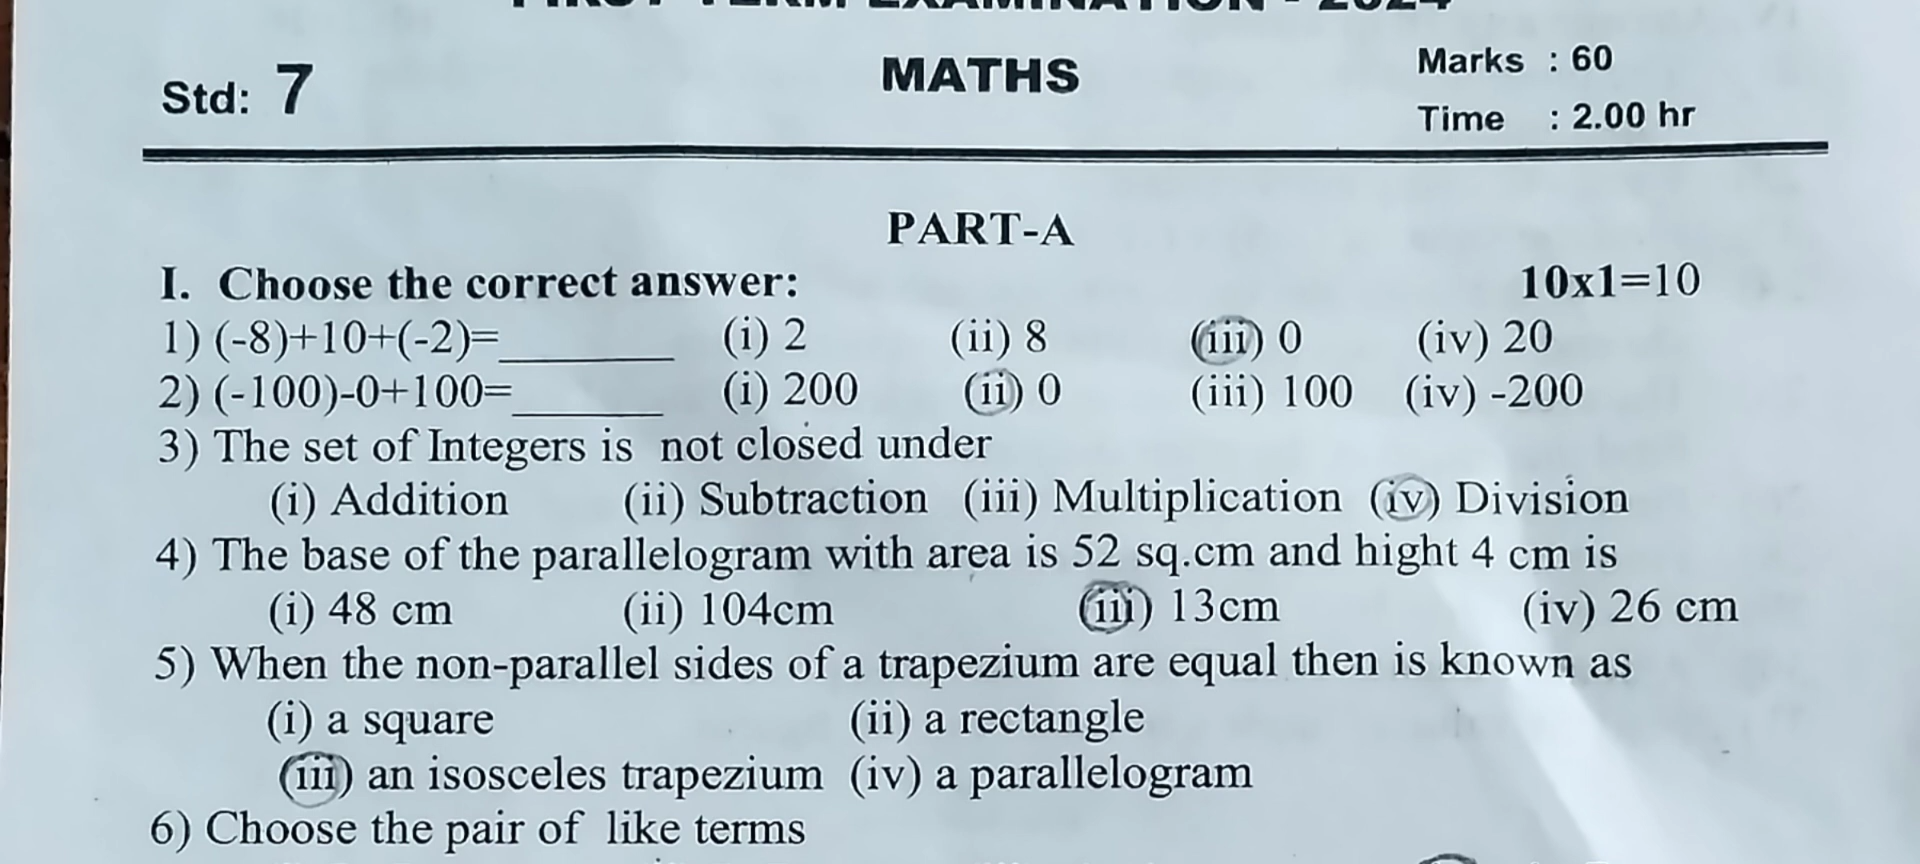 FIRST TERM EXAMINATION - 2024
Std: 7
MATHS
Marks : 60
Time : 2.00 hr
PART-A
I. Choose the correct answer: 10x1=10
1) (-8)+10+(-2)=________ (i) 2 (ii) 8 (iii) 0 (iv) 20
2) (-100)-0+100=_______ (i) 200 (ii) 0 (iii) 100 (iv) -200
3) The set of Integers is not closed under
(i) Addition (ii) Subtraction (iii) Multiplication (iv) Division
4) The base of the parallelogram with area is 52 sq.cm and hight 4 cm is
(i) 48 cm (ii) 104cm (iii) 13cm (iv) 26 cm
5) When the non-parallel sides of a trapezium are equal then is known as
(i) a square (ii) a rectangle
(iii) an isosceles trapezium (iv) a parallelogram
6) Choose the pair of like terms